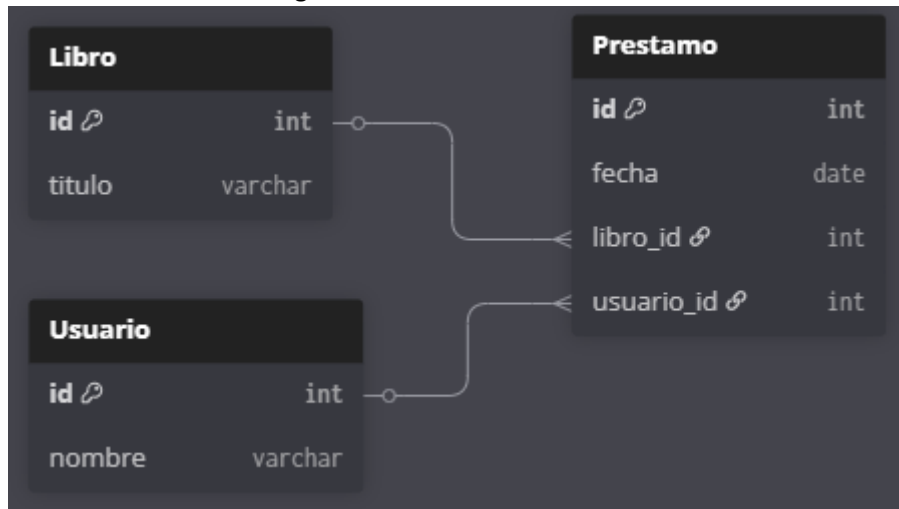 Libro
id int
titulo varchar
Prestamo
id int
fecha date
libro_id int
usuario_id int
Usuario
id int
nombre varchar